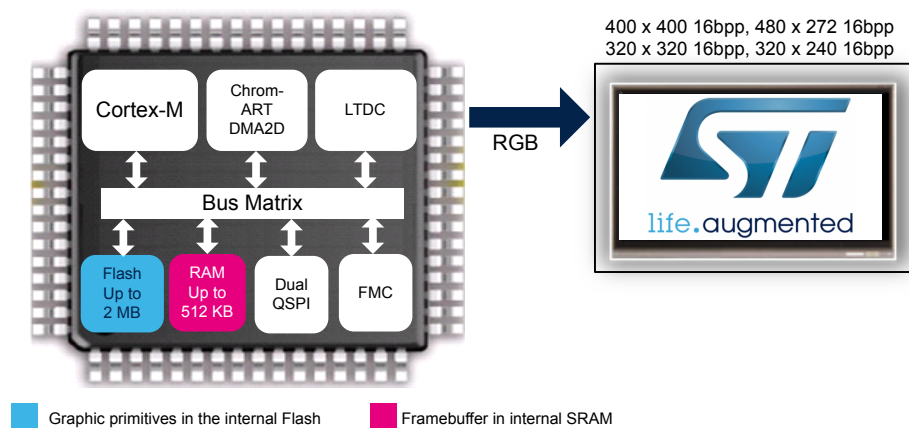 400 x 400 16bpp, 480 x 272 16bpp
320 x 320 16bpp, 320 x 240 16bpp
Cortex-M
Chrom-
ART
DMA2D
LTDC
RGB
ST
life.augmented
Bus Matrix
Flash
Up to
2 MB
RAM
Up to
512 KB
Dual
QSPI
FMC
Graphic primitives in the internal Flash
Framebuffer in internal SRAM